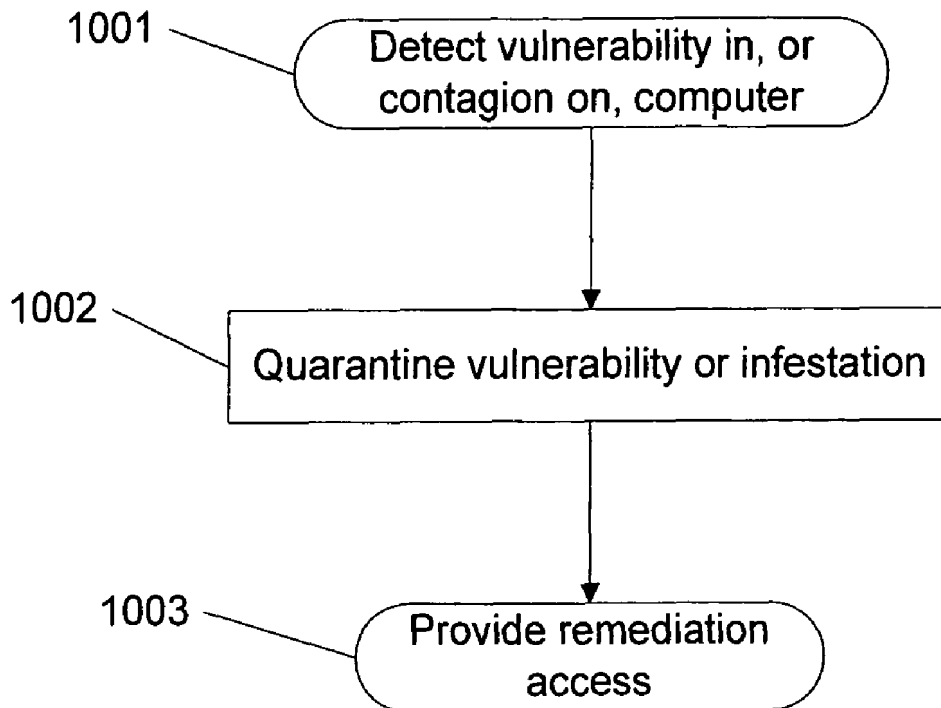 1001
Detect vulnerability in, or
contagion on, computer
1002
Quarantine vulnerability or infestation
1003
Provide remediation
access